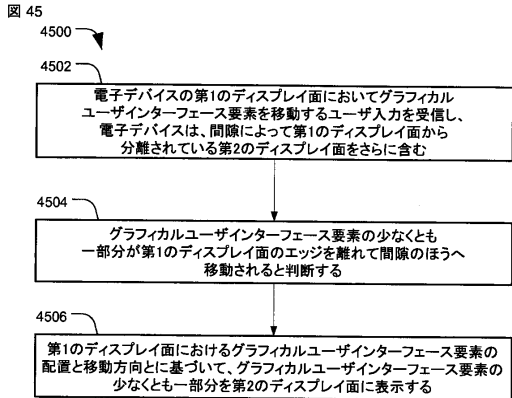 図 45
4500
4502
電子デバイスの第1のディスプレイ面においてグラフィカル
ユーザインターフェース要素を移動するユーザ入力を受信し、
電子デバイスは、間隙によって第1のディスプレイ面から
分離されている第2のディスプレイ面をさらに含む
4504
グラフィカルユーザインターフェース要素の少なくとも
一部分が第1のディスプレイ面のエッジを離れて間隙のほうへ
移動されると判断する
4506
第1のディスプレイ面におけるグラフィカルユーザインターフェース要素の
配置と移動方向とに基づいて、グラフィカルユーザインターフェース要素の
少なくとも一部分を第2のディスプレイ面に表示する